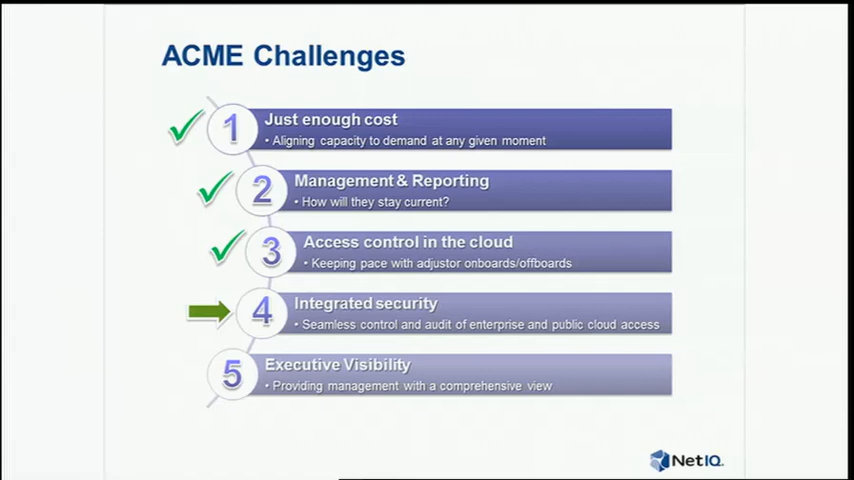 ACME Challenges
1
Just enough cost
• Aligning capacity to demand at any given moment
2
Management & Reporting
• How will they stay current?
3
Access control in the cloud
• Keeping pace with adjustor onboards/offboards
4
Integrated security
• Seamless control and audit of enterprise and public cloud access
5
Executive Visibility
• Providing management with a comprehensive view
NetIQ